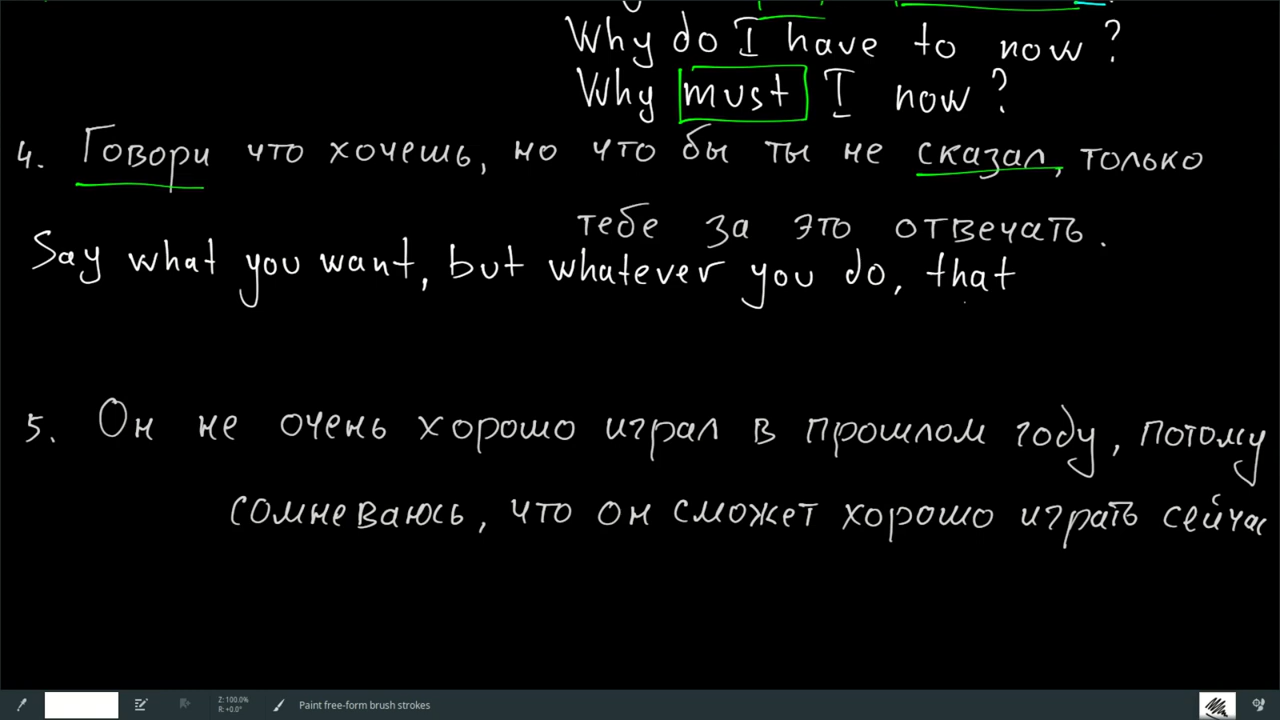 Why do I have to now?
Why must I now?
4. Говори что хочешь, но что бы ты не сказал, только
тебе за это отвечать.
Say what you want, but whatever you do, that
5. Он не очень хорошо играл в прошлом году, потому
сомневаюсь, что он сможет хорошо играть сейчас
Z: 100.0%
R: +0.0°
Paint free-form brush strokes